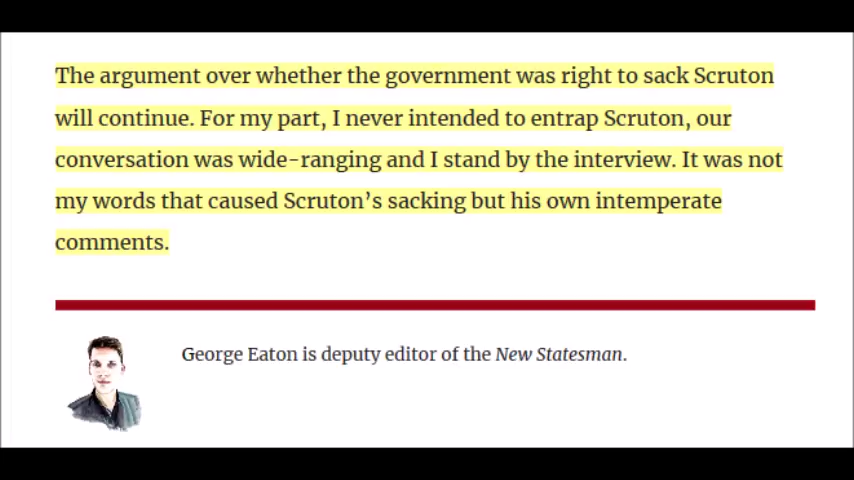 The argument over whether the government was right to sack Scruton
will continue. For my part, I never intended to entrap Scruton, our
conversation was wide-ranging and I stand by the interview. It was not
my words that caused Scruton’s sacking but his own intemperate
comments.
George Eaton is deputy editor of the New Statesman.